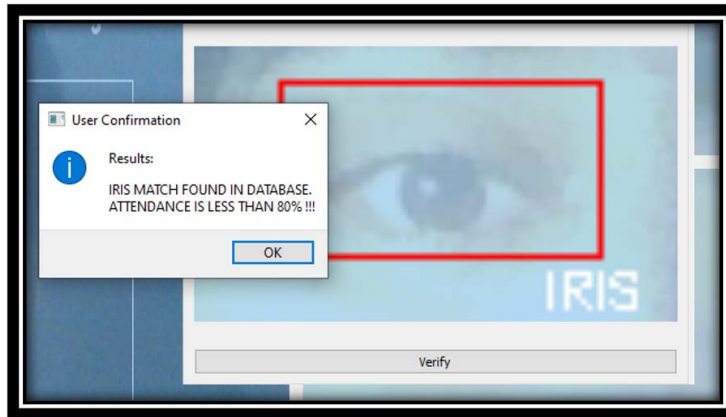 User Confirmation
Results:
IRIS MATCH FOUND IN DATABASE.
ATTENDANCE IS LESS THAN 80% !!!
OK
IRIS
Verify